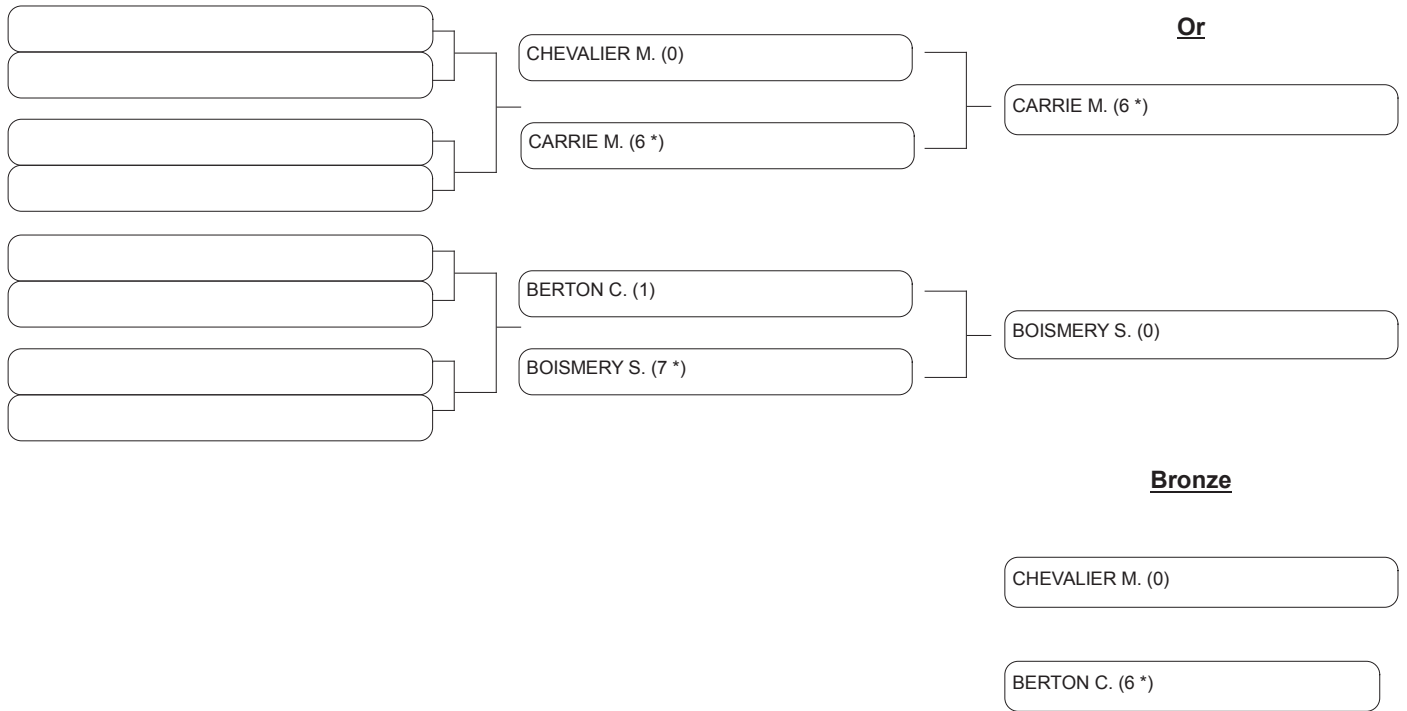 Or
CHEVALIER M. (0)
CARRIE M. (6 *)
CARRIE M. (6 *)
BERTON C. (1)
BOISMERY S. (7 *)
BOISMERY S. (0)
Bronze
CHEVALIER M. (0)
BERTON C. (6 *)